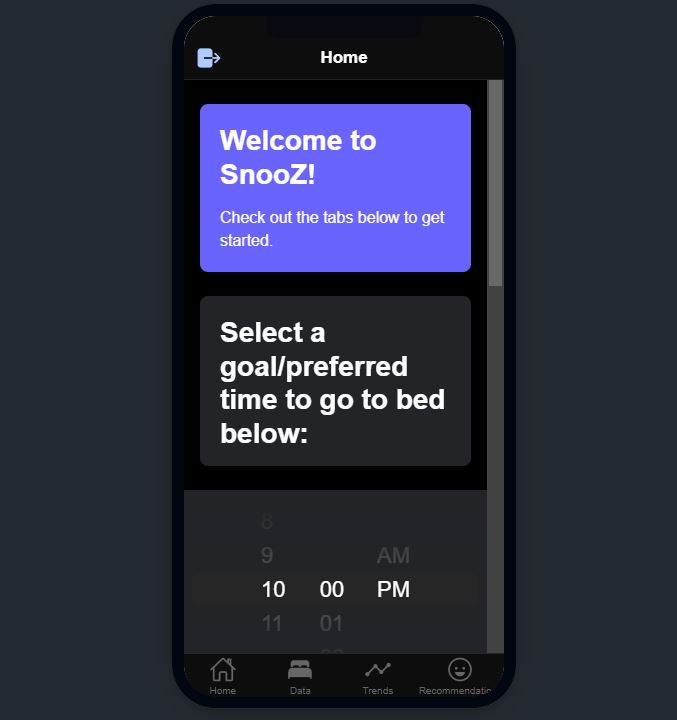 Home
Welcome to
SnooZ!
Check out the tabs below to get
started.
Select a
goal/preferred
time to go to bed
below:
8
9 AM
10 00 PM
11 01
Home Data Trends Recommendatio